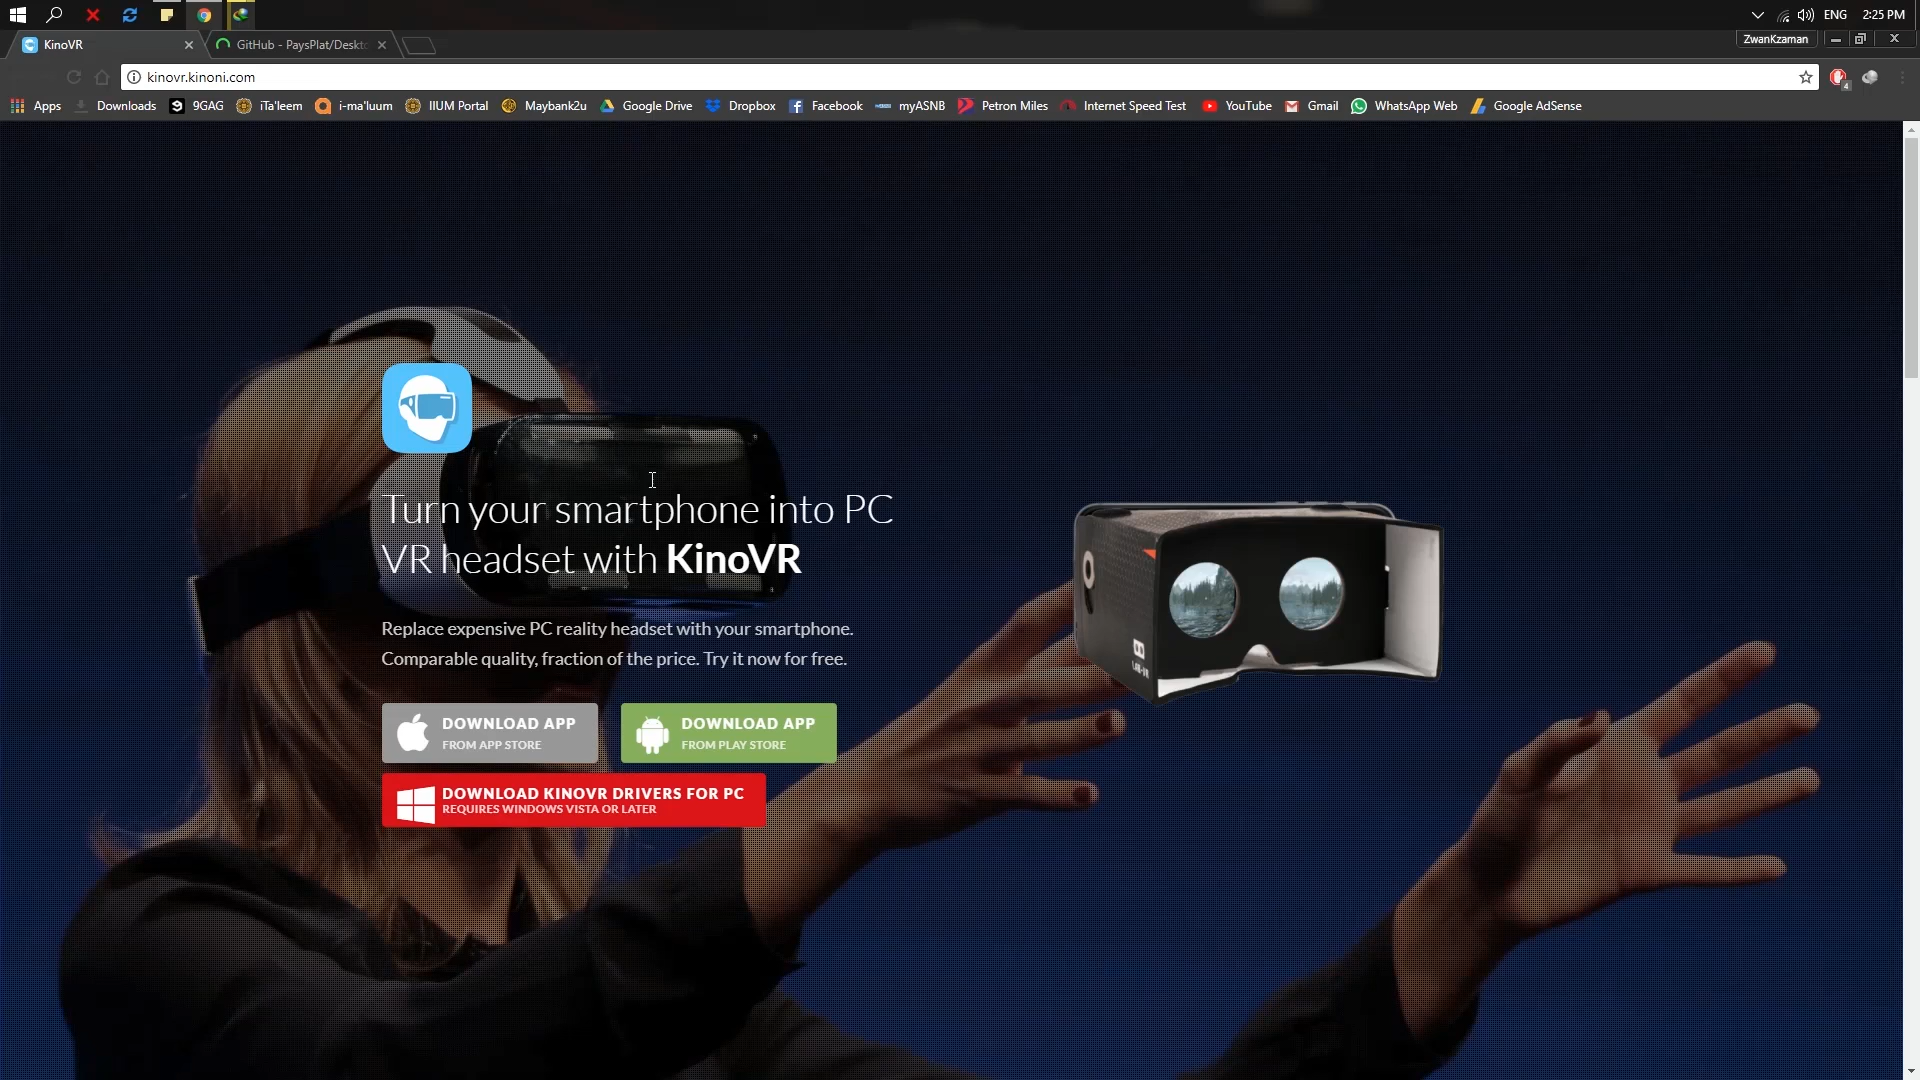 ENG 2:25 PM
KinoVR
GitHub - PaysPlat/Deskto
ZwanKzaman
kinovr.kinoni.com
4
Apps Downloads 9GAG iTa'leem i-ma'luum IIUM Portal Maybank2u Google Drive Dropbox Facebook myASNB Petron Miles Internet Speed Test YouTube Gmail WhatsApp Web Google AdSense
Turn your smartphone into PC
VR headset with KinoVR
Replace expensive PC reality headset with your smartphone.
Comparable quality, fraction of the price. Try it now for free.
DOWNLOAD APP
FROM APP STORE
DOWNLOAD APP
FROM PLAY STORE
DOWNLOAD KINOVR DRIVERS FOR PC
REQUIRES WINDOWS VISTA OR LATER